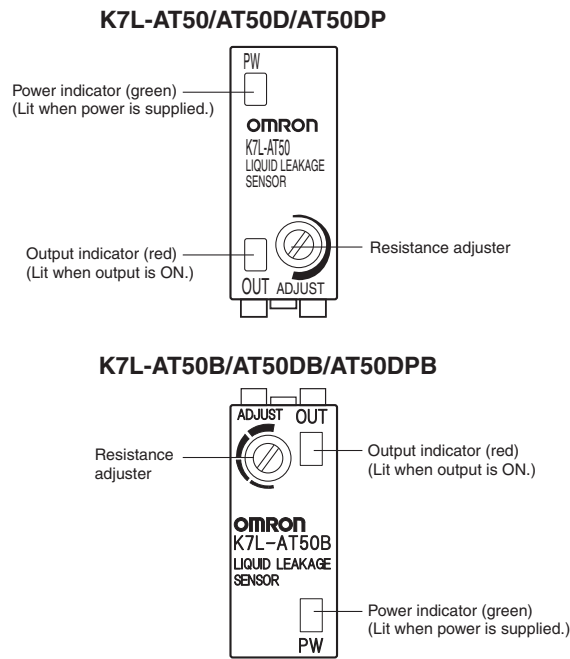 K7L-AT50/AT50D/AT50DP
PW
Power indicator (green)
(Lit when power is supplied.)
OMRON
K7L-AT50
LIQUID LEAKAGE
SENSOR
Output indicator (red)
(Lit when output is ON.)
Resistance adjuster
OUT ADJUST
K7L-AT50B/AT50DB/AT50DPB
ADJUST OUT
Resistance
adjuster
Output indicator (red)
(Lit when output is ON.)
OMRON
K7L-AT50B
LIQUID LEAKAGE
SENSOR
Power indicator (green)
(Lit when power is supplied.)
PW